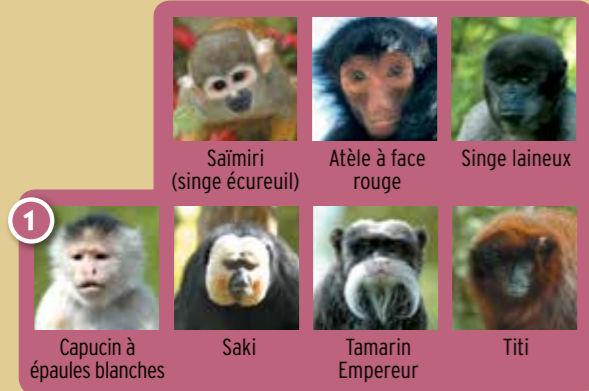 Saïmiri
(singe écureuil)
Atèle à face
rouge
Singe laineux
1
Capucin à
épaules blanches
Saki
Tamarin
Empereur
Titi